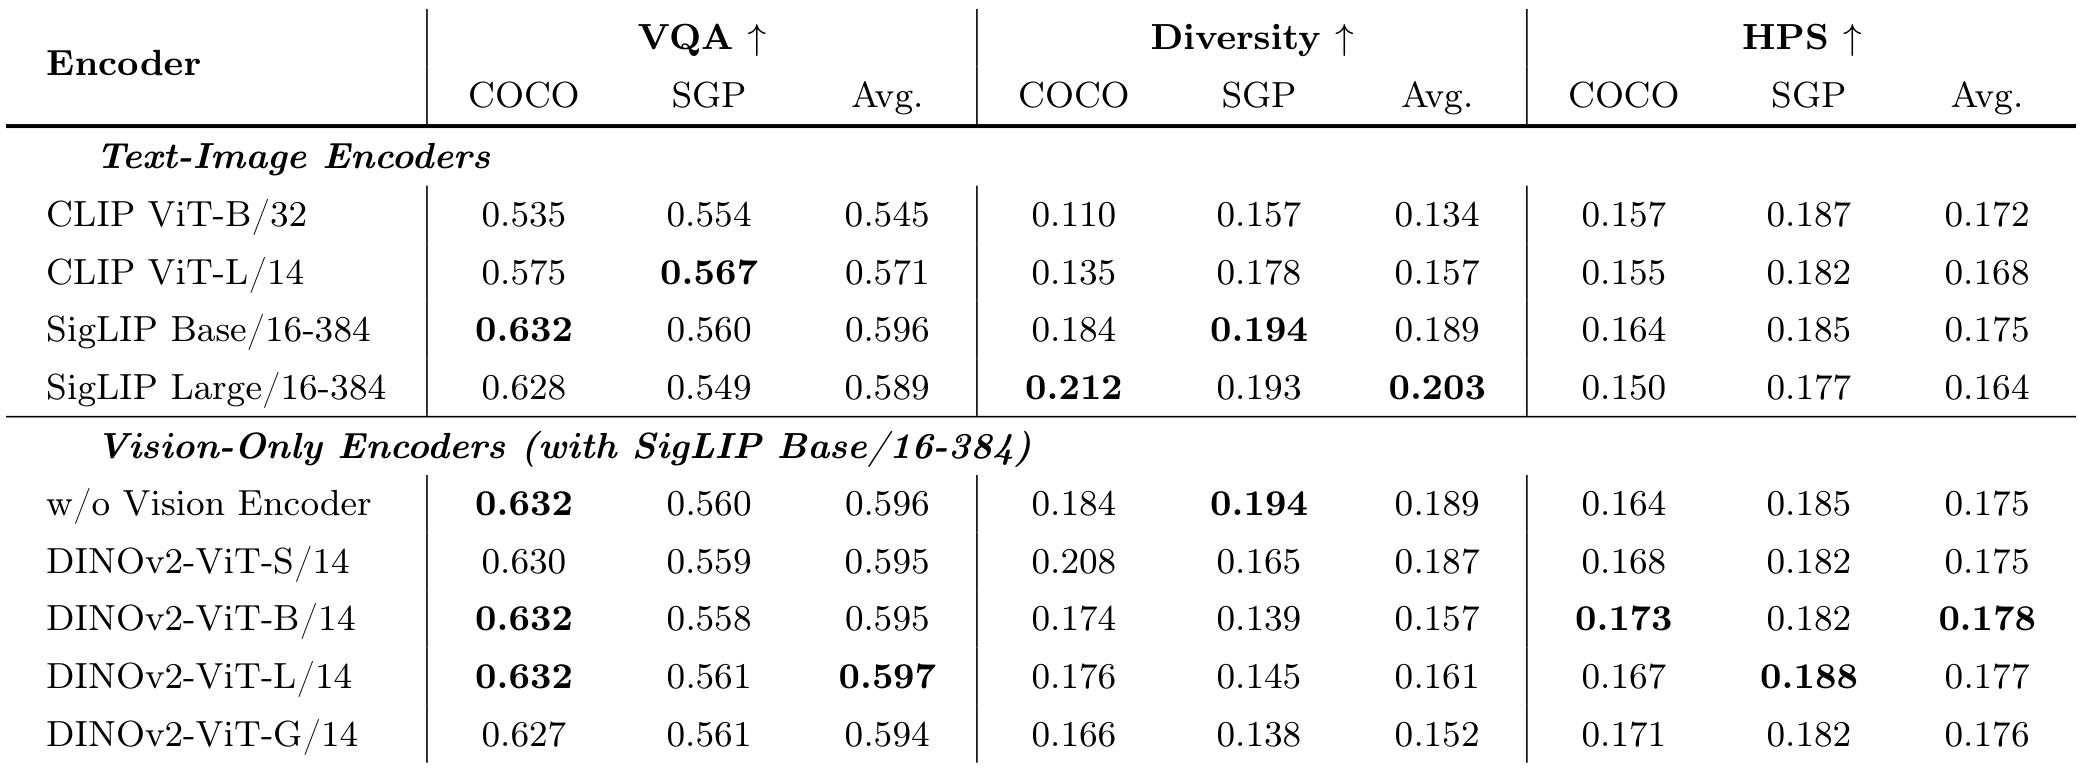 Encoder VQA ↑ Diversity ↑ HPS ↑
COCO SGP Avg. COCO SGP Avg. COCO SGP Avg.
Text-Image Encoders
CLIP ViT-B/32 0.535 0.554 0.545 0.110 0.157 0.134 0.157 0.187 0.172
CLIP ViT-L/14 0.575 0.567 0.571 0.135 0.178 0.157 0.155 0.182 0.168
SigLIP Base/16-384 0.632 0.560 0.596 0.184 0.194 0.189 0.164 0.185 0.175
SigLIP Large/16-384 0.628 0.549 0.589 0.212 0.193 0.203 0.150 0.177 0.164
Vision-Only Encoders (with SigLIP Base/16-384)
w/o Vision Encoder 0.632 0.560 0.596 0.184 0.194 0.189 0.164 0.185 0.175
DINOv2-ViT-S/14 0.630 0.559 0.595 0.208 0.165 0.187 0.168 0.182 0.175
DINOv2-ViT-B/14 0.632 0.558 0.595 0.174 0.139 0.157 0.173 0.182 0.178
DINOv2-ViT-L/14 0.632 0.561 0.597 0.176 0.145 0.161 0.167 0.188 0.177
DINOv2-ViT-G/14 0.627 0.561 0.594 0.166 0.138 0.152 0.171 0.182 0.176